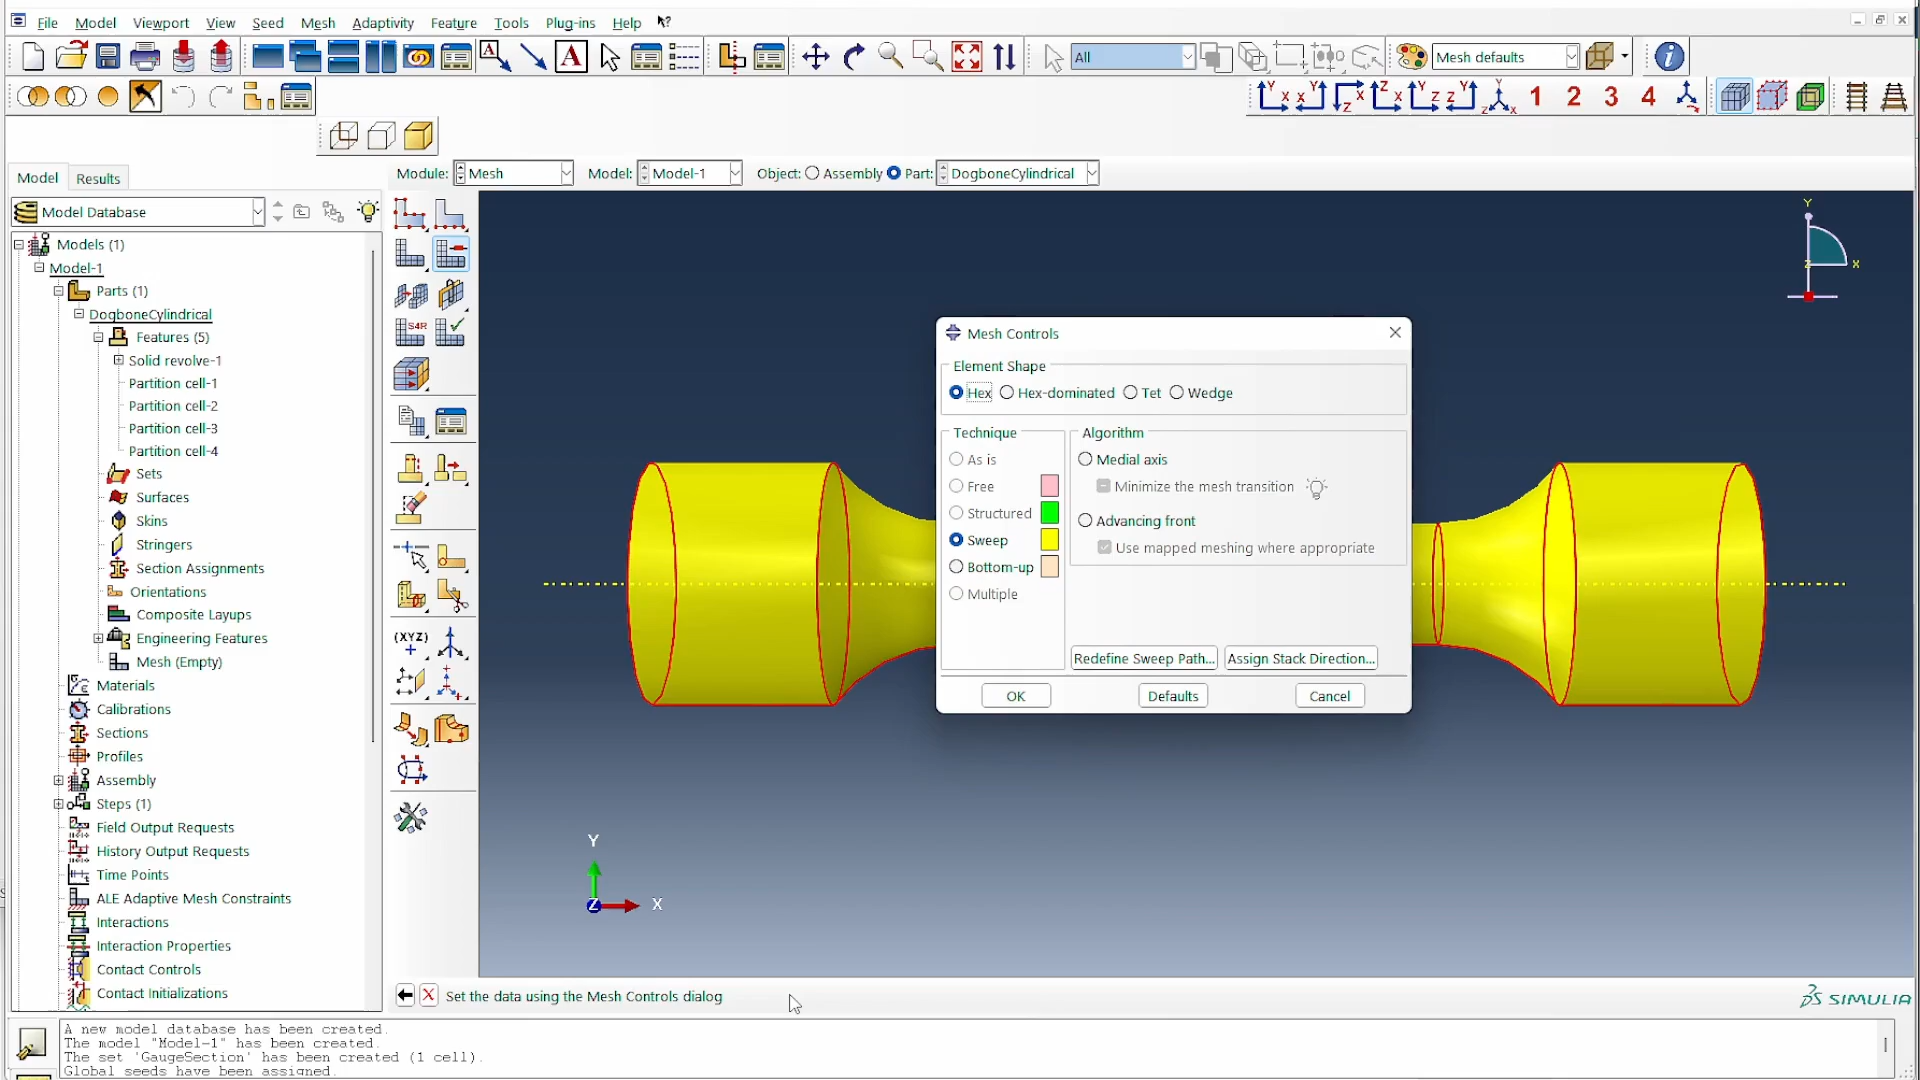 File Model Viewport View Seed Mesh Adaptivity Feature Tools Plug-ins Help
All
Mesh defaults
1 2 3 4
Model Results
Module: Mesh Model: Model-1 Object: Assembly Part: DogboneCylindrical
Model Database
Models (1)
Model-1
Parts (1)
DogboneCylindrical
Features (5)
Solid revolve-1
Partition cell-1
Partition cell-2
Partition cell-3
Partition cell-4
Sets
Surfaces
Skins
Stringers
Section Assignments
Orientations
Composite Layups
Engineering Features
Mesh (Empty)
Materials
Calibrations
Sections
Profiles
Assembly
Steps (1)
Field Output Requests
History Output Requests
Time Points
ALE Adaptive Mesh Constraints
Interactions
Interaction Properties
Contact Controls
Contact Initializations
S4R
(XYZ)
Y
X
Z
Mesh Controls
Element Shape
Hex Hex-dominated Tet Wedge
Technique
As is
Free
Structured
Sweep
Bottom-up
Multiple
Algorithm
Medial axis
Minimize the mesh transition
Advancing front
Use mapped meshing where appropriate
Redefine Sweep Path... Assign Stack Direction...
OK Defaults Cancel
Y
Z X
Set the data using the Mesh Controls dialog
SIMULIA
A new model database has been created.
The model "Model-1" has been created.
The set 'GaugeSection' has been created (1 cell).
Global seeds have been assigned.